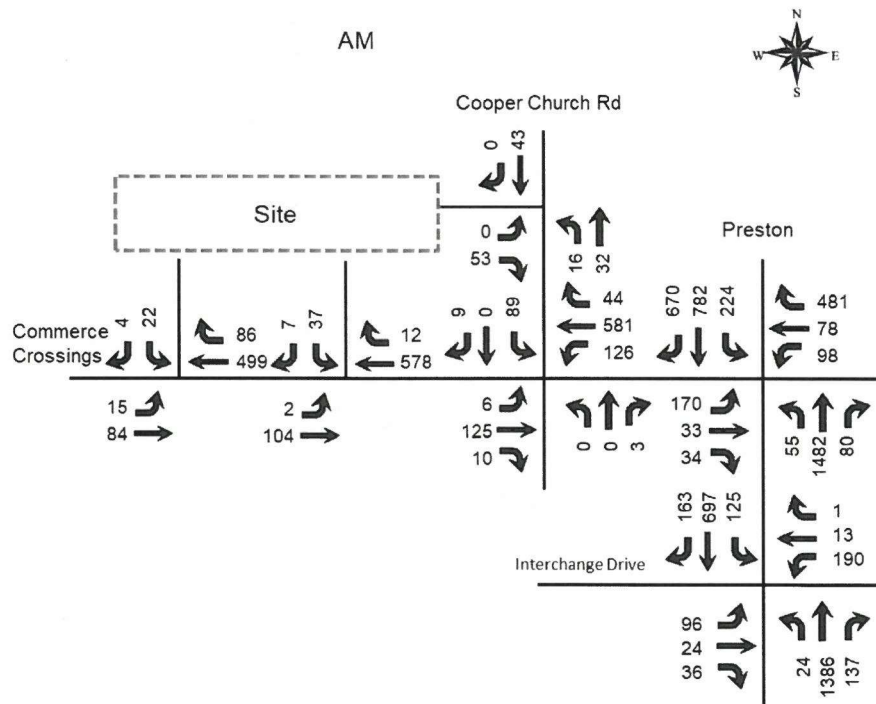 AM
N
W E
S
Cooper Church Rd
0 43
Site
0
53
16 32
Preston
Commerce
Crossings
4 22
86
499
7 37
12
578
9 0 89
44
581
126
670 782 224
481
78
98
15
84
2
104
6
125
10
0 0 3
170
33
34
55 1482 80
163 697 125
1
13
190
Interchange Drive
96
24
36
24 1386 137